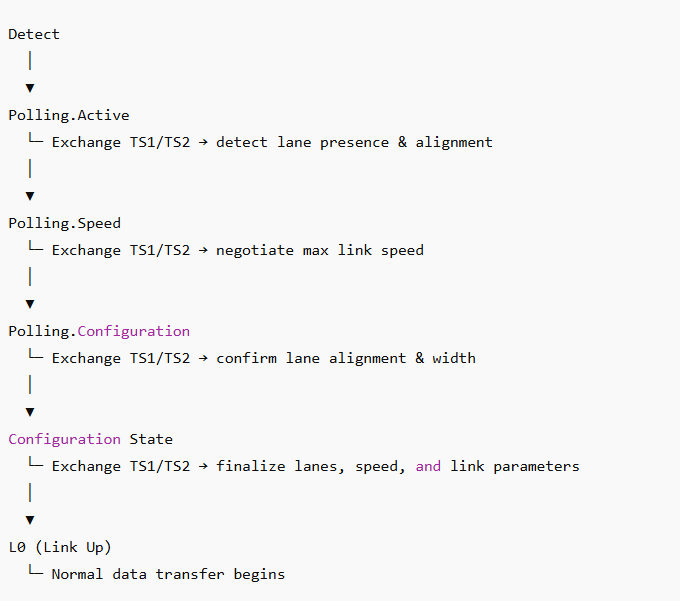 Detect
│
▼
Polling.Active
└─ Exchange TS1/TS2 → detect lane presence & alignment
│
▼
Polling.Speed
└─ Exchange TS1/TS2 → negotiate max link speed
│
▼
Polling.Configuration
└─ Exchange TS1/TS2 → confirm lane alignment & width
│
▼
Configuration State
└─ Exchange TS1/TS2 → finalize lanes, speed, and link parameters
│
▼
L0 (Link Up)
└─ Normal data transfer begins